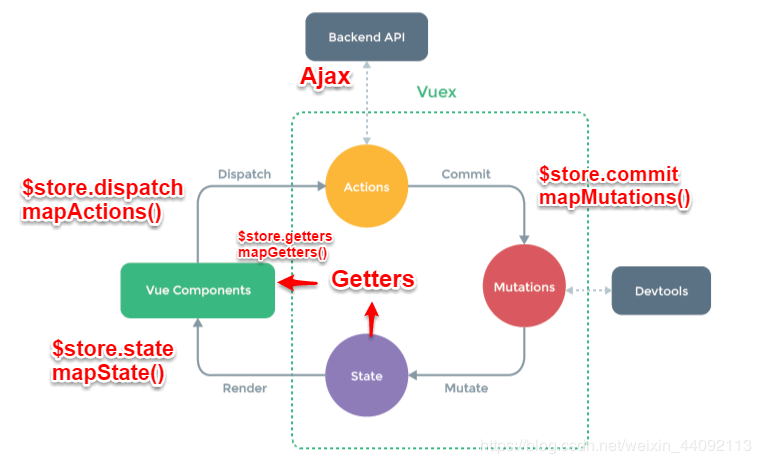 Backend API
Ajax
Vuex
Dispatch
Actions
Commit
$store.dispatch
mapActions()
$store.commit
mapMutations()
$store.getters
mapGetters()
Getters
Vue Components
Mutations
Devtools
$store.state
mapState()
State
Render
Mutate
https://blog.csdn.net/weixin_44092113